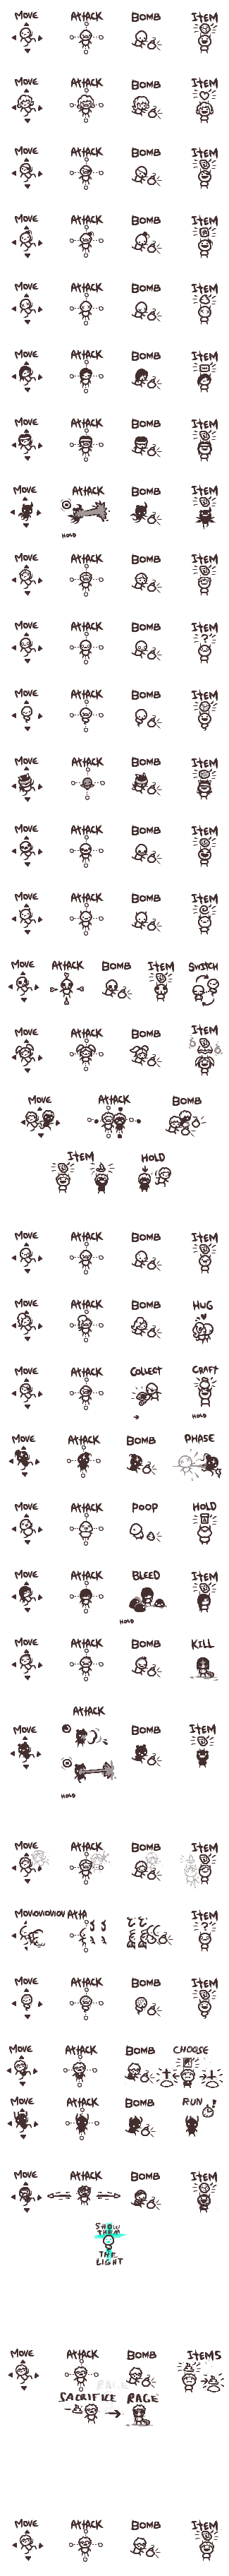 MOVE ATTACK BOMB ITEM
MOVE ATTACK BOMB ITEM
MOVE ATTACK BOMB ITEM
MOVE ATTACK BOMB ITEM
MOVE ATTACK BOMB ITEM
MOVE ATTACK BOMB ITEM
MOVE ATTACK BOMB ITEM
MOVE ATTACK BOMB ITEM
HOLD
MOVE ATTACK BOMB ITEM
MOVE ATTACK BOMB ITEM
?
MOVE ATTACK BOMB ITEM
MOVE ATTACK BOMB ITEM
MOVE ATTACK BOMB ITEM
MOVE ATTACK BOMB ITEM
MOVE ATTACK BOMB ITEM SWITCH
MOVE ATTACK BOMB ITEM
MOVE ATTACK BOMB
ITEM HOLD
MOVE ATTACK BOMB ITEM
MOVE ATTACK BOMB HUG
MOVE ATTACK COLLECT CRAFT
HOLD
MOVE ATTACK BOMB PHASE
MOVE ATTACK POOP HOLD
MOVE ATTACK BLEED ITEM
HOLD
MOVE ATTACK BOMB KILL
ATTACK
MOVE BOMB ITEM
HOLD
MOVE ATTACK BOMB ITEM
MOVOVOVOVOV ATTA ITEM
?
MOVE ATTACK BOMB ITEM
MOVE ATTACK BOMB CHOOSE
MOVE ATTACK BOMB RUN
!
MOVE ATTACK BOMB ITEM
SHOW
THEM
THE
LIGHT
MOVE ATTACK BOMB ITEMS
RAGE
SACRIFICE RAGE
MOVE ATTACK BOMB ITEM